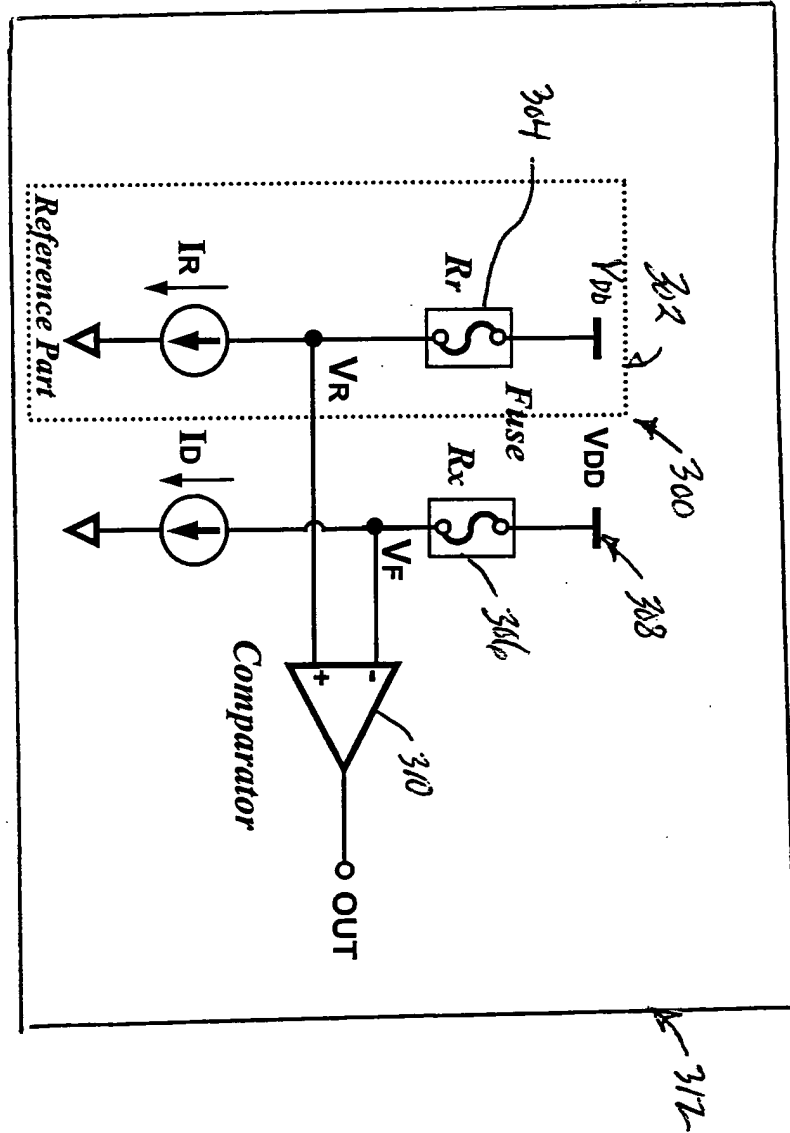 312
300
302
308
VDD
VDD
304
Rr
Fuse
Rx
306
VR
VF
-
+
310
OUT
Comparator
IR
ID
Reference Part